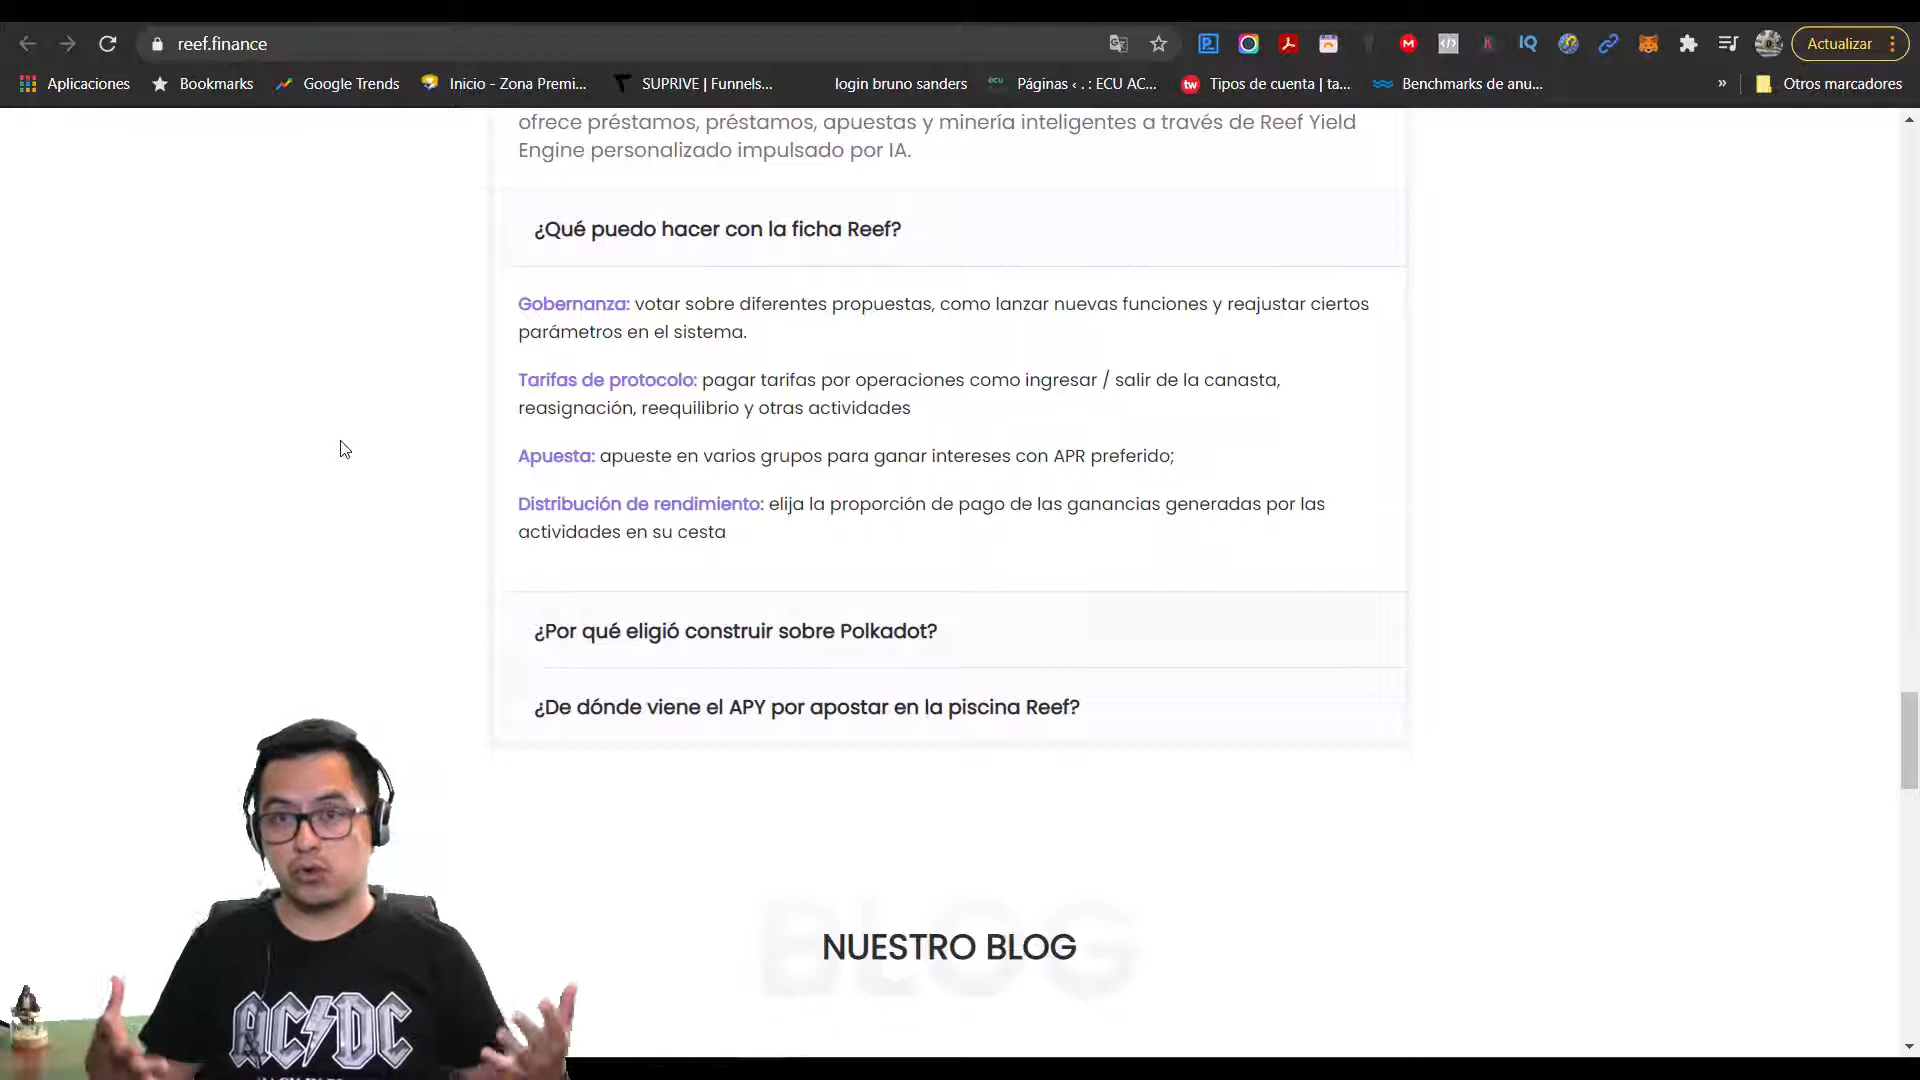 reef.finance
Actualizar
Aplicaciones
Bookmarks
Google Trends
Inicio - Zona Premi...
SUPRIVE | Funnels...
login bruno sanders
Páginas ‹ . : ECU AC...
Tipos de cuenta | ta...
Benchmarks de anu...
»
Otros marcadores
ofrece préstamos, préstamos, apuestas y minería inteligentes a través de Reef Yield
Engine personalizado impulsado por IA.
¿Qué puedo hacer con la ficha Reef?
Gobernanza: votar sobre diferentes propuestas, como lanzar nuevas funciones y reajustar ciertos
parámetros en el sistema.
Tarifas de protocolo: pagar tarifas por operaciones como ingresar / salir de la canasta,
reasignación, reequilibrio y otras actividades
Apuesta: apueste en varios grupos para ganar intereses con APR preferido;
Distribución de rendimiento: elija la proporción de pago de las ganancias generadas por las
actividades en su cesta
¿Por qué eligió construir sobre Polkadot?
¿De dónde viene el APY por apostar en la piscina Reef?
BLOG
NUESTRO BLOG
AC/DC